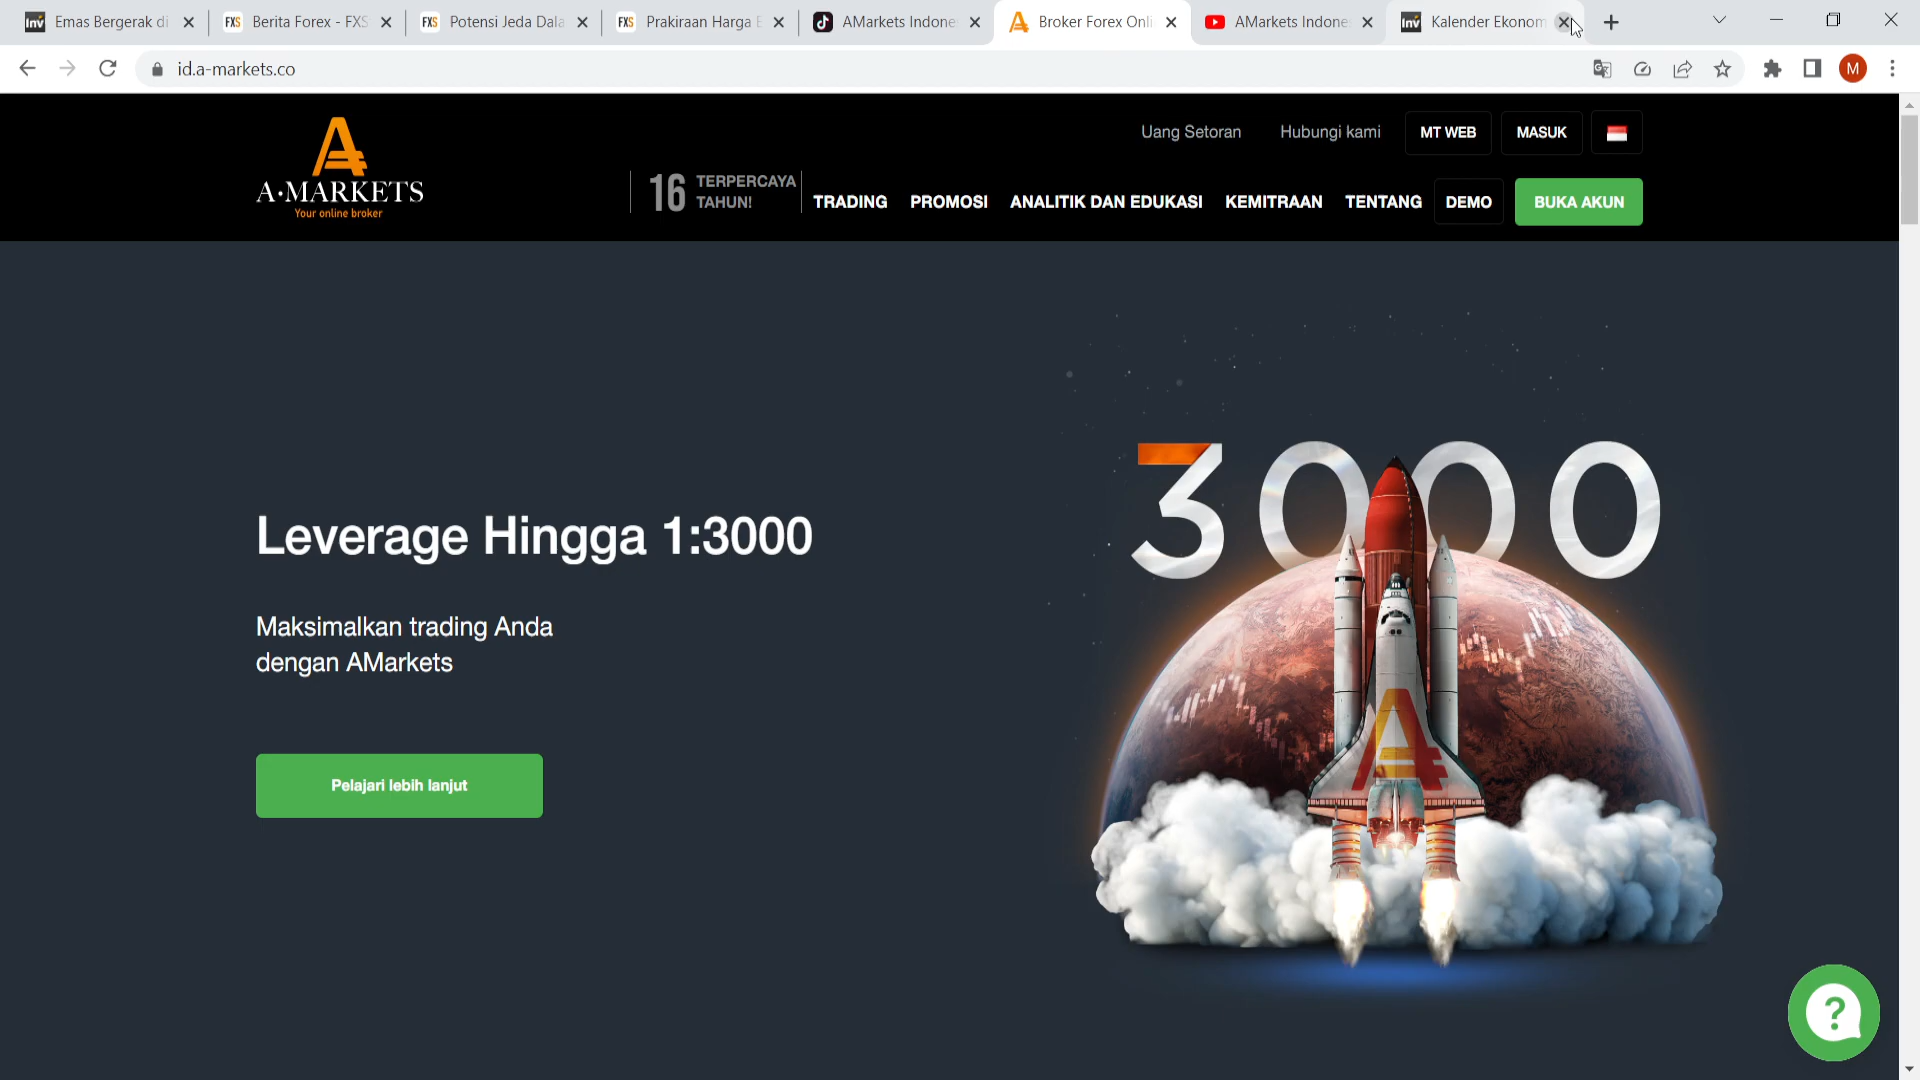 Emas Bergerak di
Berita Forex - FXS
Potensi Jeda Dala
Prakiraan Harga E
AMarkets Indone
Broker Forex Onli
AMarkets Indone
Kalender Ekonom
id.a-markets.co
M
A·MARKETS
Your online broker
Uang Setoran
Hubungi kami
MT WEB
MASUK
16 TERPERCAYA
TAHUN!
TRADING
PROMOSI
ANALITIK DAN EDUKASI
KEMITRAAN
TENTANG
DEMO
BUKA AKUN
3000
Leverage Hingga 1:3000
Maksimalkan trading Anda
dengan AMarkets
Pelajari lebih lanjut
?